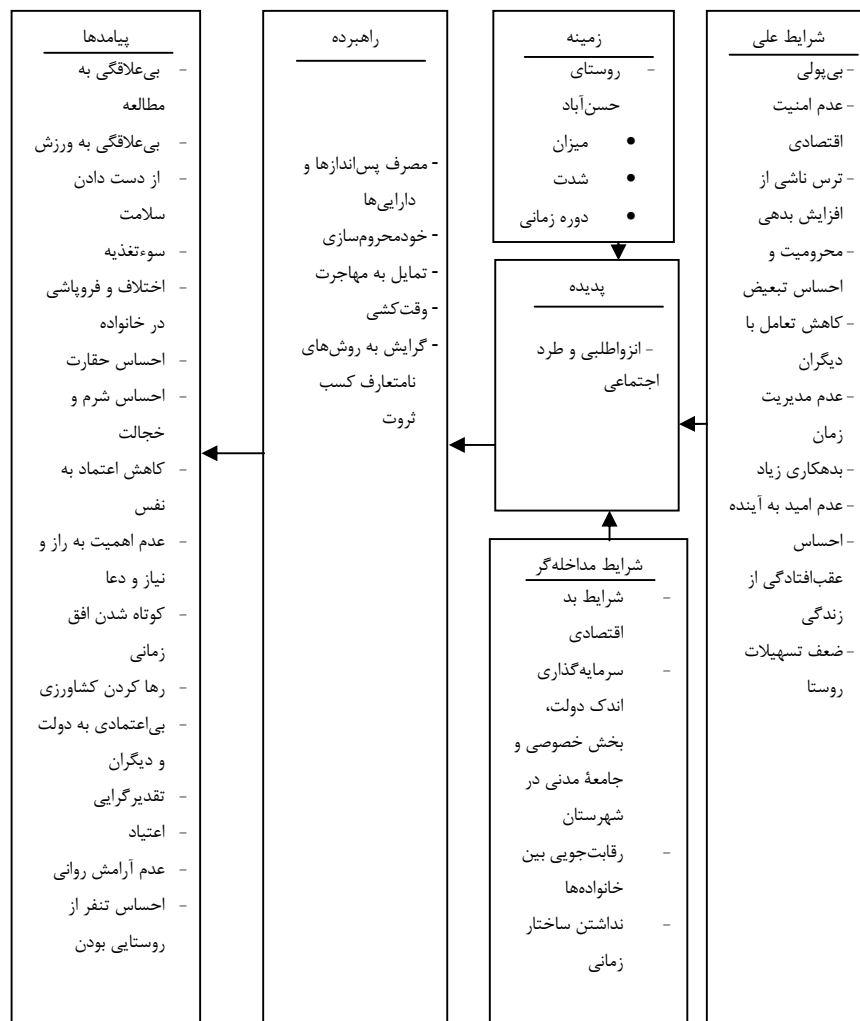 شرایط علی
-بی‌پولی
-عدم امنیت
اقتصادی
-ترس ناشی از
افزایش بدهی
-محرومیت و
احساس تبعیض
-کاهش تعامل با
دیگران
-عدم مدیریت
زمان
-بدهکاری زیاد
-عدم امید به آینده
-احساس
عقب‌افتادگی از
زندگی
-ضعف تسهیلات
روستا
زمینه
- روستای
حسن‌آباد
• میزان
• شدت
• دوره زمانی
پدیده
- انزواطلبی و طرد
اجتماعی
شرایط مداخله‌گر
- شرایط بد
اقتصادی
- سرمایه‌گذاری
اندک دولت،
بخش خصوصی و
جامعۀ مدنی در
شهرستان
- رقابت‌جویی بین
خانواده‌ها
- نداشتن ساختار
زمانی
راهبرده
- مصرف پس‌اندازها و
دارایی‌ها
-خودمحروم‌سازی
-تمایل به مهاجرت
-وقت‌کشی
-گرایش به روش‌های
نامتعارف کسب
ثروت
پیامدها
- بی‌علاقگی به
مطالعه
- بی‌علاقگی به ورزش
- از دست دادن
سلامت
- سوءتغذیه
- اختلاف و فروپاشی
در خانواده
- احساس حقارت
- احساس شرم و
خجالت
- کاهش اعتماد به
نفس
- عدم اهمیت به راز و
نیاز و دعا
- کوتاه شدن افق
زمانی
- رها کردن کشاورزی
- بی‌اعتمادی به دولت
و دیگران
- تقدیرگرایی
- اعتیاد
- عدم آرامش روانی
- احساس تنفر از
روستایی بودن